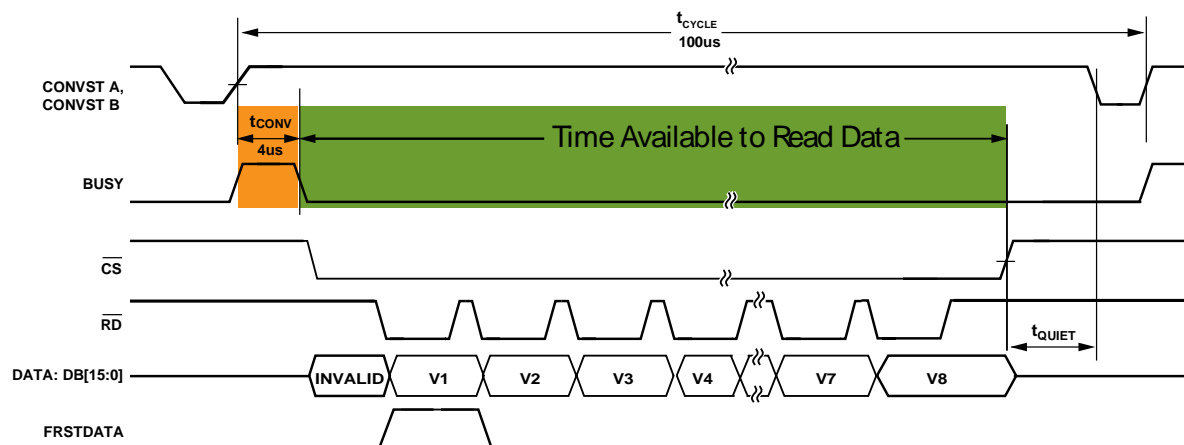 tCYCLE
100us
CONVST A,
CONVST B
tCONV
4us
Time Available to Read Data
BUSY
CS
RD
tQUIET
DATA: DB[15:0]
INVALID V1 V2 V3 V4 V7 V8
FRSTDATA